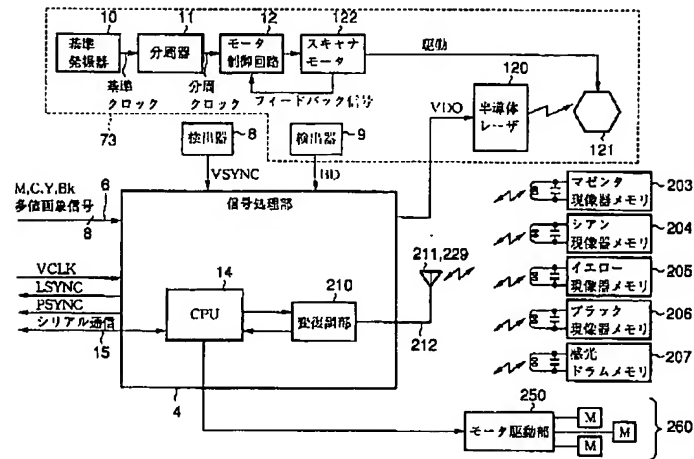 10
11
12
122
基準
発振器
分周器
モータ
制御回路
スキャナ
モータ
駆動
基準
クロック
分周
クロック
フィードバック信号
120
半導体
レーザ
VDO
121
73
検出器
8
検出器
9
VSYNC
BD
M,C,Y,Bk
多値画像信号
6
8
信号処理部
VCLK
LSYNC
PSYNC
シリアル通信
15
14
CPU
210
変復調部
211,229
212
4
マゼンタ
現像器メモリ
203
シアン
現像器メモリ
204
イエロー
現像器メモリ
205
ブラック
現像器メモリ
206
感光
ドラムメモリ
207
250
モータ駆動部
M
M
M
260